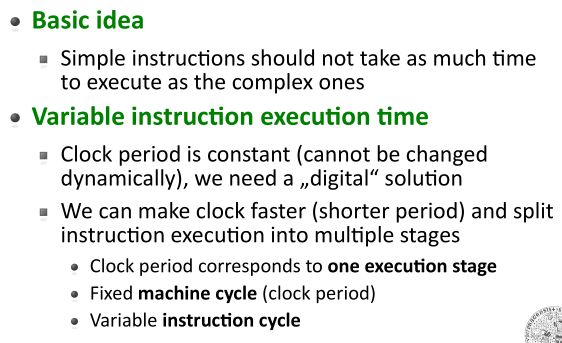 Basic idea
Simple instructions should not take as much time
to execute as the complex ones
Variable instruction execution time
Clock period is constant (cannot be changed
dynamically), we need a „digital“ solution
We can make clock faster (shorter period) and split
instruction execution into multiple stages
Clock period corresponds to one execution stage
Fixed machine cycle (clock period)
Variable instruction cycle